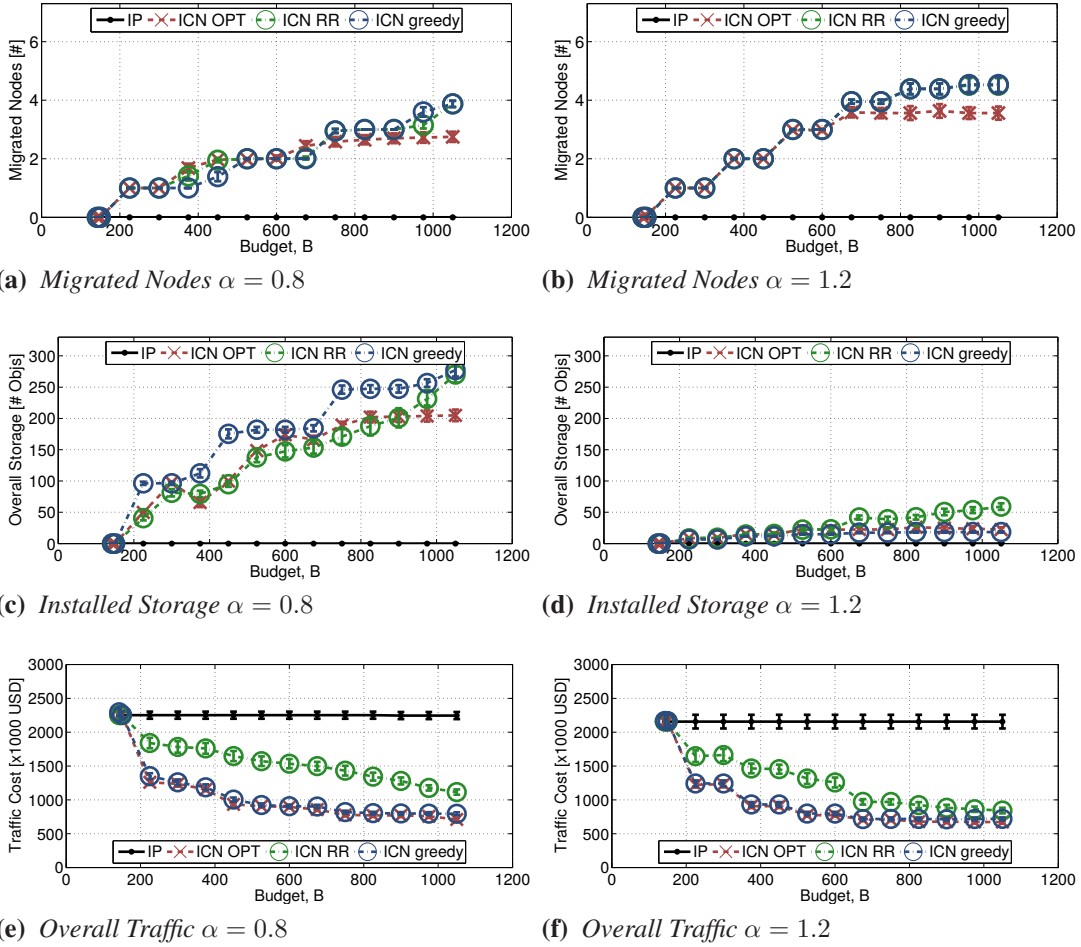 IP ICN OPT ICN RR ICN greedy
Migrated Nodes [#]
6
4
2
0
200 400 600 800 1000 1200
Budget, B
(a) Migrated Nodes α = 0.8
IP ICN OPT ICN RR ICN greedy
Migrated Nodes [#]
6
4
2
0
200 400 600 800 1000 1200
Budget, B
(b) Migrated Nodes α = 1.2
IP ICN OPT ICN RR ICN greedy
Overall Storage [# Objs]
300
250
200
150
100
50
0
0 200 400 600 800 1000 1200
Budget, B
(c) Installed Storage α = 0.8
IP ICN OPT ICN RR ICN greedy
Overall Storage [# Objs]
300
250
200
150
100
50
0
0 200 400 600 800 1000 1200
Budget, B
(d) Installed Storage α = 1.2
Traffic Cost [x1000 USD]
3000
2500
2000
1500
1000
500
0
IP ICN OPT ICN RR ICN greedy
0 200 400 600 800 1000 1200
Budget, B
(e) Overall Traffic α = 0.8
Traffic Cost [x1000 USD]
3000
2500
2000
1500
1000
500
0
IP ICN OPT ICN RR ICN greedy
0 200 400 600 800 1000 1200
Budget, B
(f) Overall Traffic α = 1.2